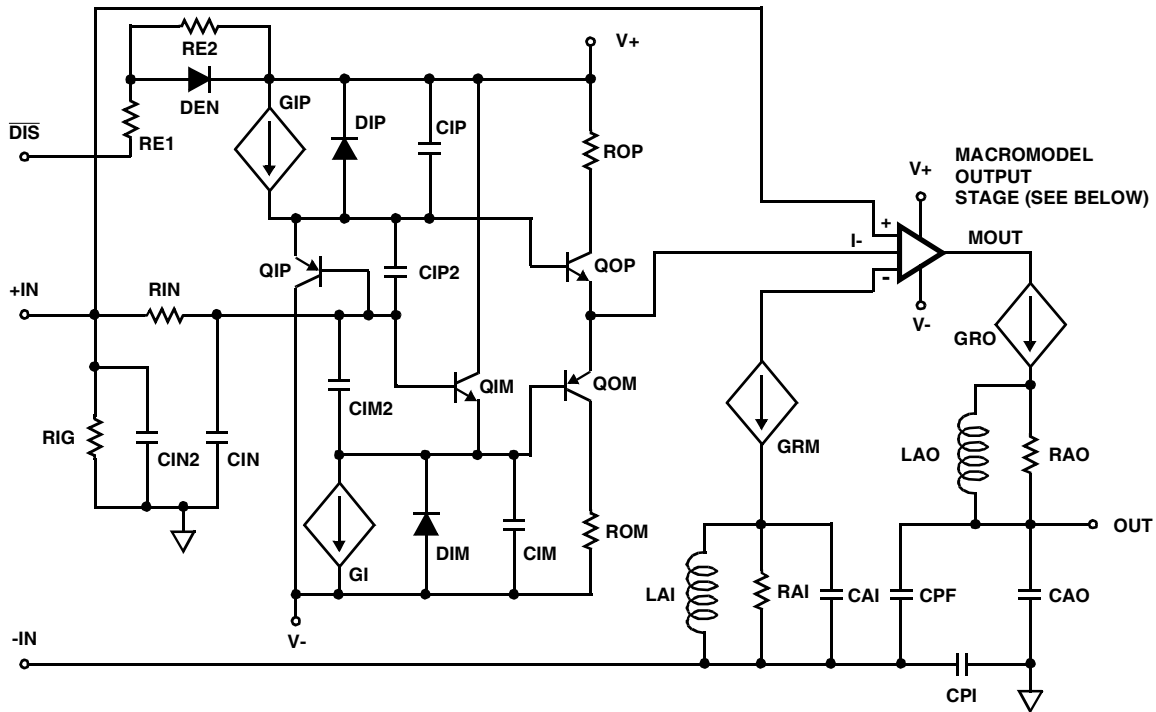 RE2
V+
DEN
GIP
DIP
CIP
D̅I̅S̅
RE1
ROP
V+
MACROMODEL
OUTPUT
STAGE (SEE BELOW)
+
I-
-
MOUT
QIP
CIP2
QOP
+IN
RIN
V-
GRO
QIM
QOM
CIM2
RIG
CIN2
CIN
GRM
LAO
RAO
GI
DIM
CIM
ROM
OUT
LAI
RAI
CAI
CPF
CAO
V-
-IN
CPI